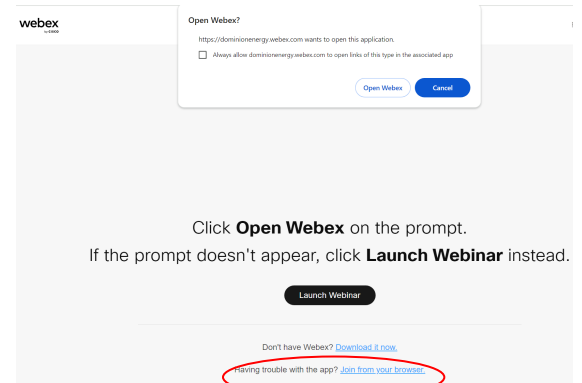 webex
by CISCO
Open Webex?
https://dominionenergy.webex.com wants to open this application.
Always allow dominionenergy.webex.com to open links of this type in the associated app
Open Webex Cancel
Click Open Webex on the prompt.
If the prompt doesn't appear, click Launch Webinar instead.
Launch Webinar
Don't have Webex? Download it now.
Having trouble with the app? Join from your browser.